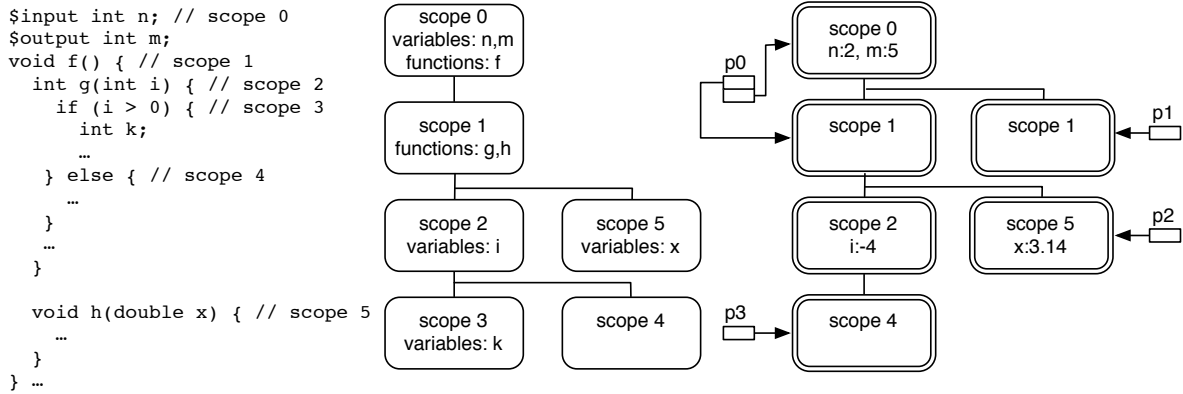 $input int n; // scope 0
$output int m;
void f() { // scope 1
  int g(int i) { // scope 2
    if (i > 0) { // scope 3
      int k;
      …
    } else { // scope 4
      …
    }
    …
  }

  void h(double x) { // scope 5
    …
  }
} …
scope 0
variables: n,m
functions: f
scope 1
functions: g,h
scope 2
variables: i
scope 5
variables: x
scope 3
variables: k
scope 4
p0
scope 0
n:2, m:5
scope 1
scope 1
p1
scope 2
i:-4
scope 5
x:3.14
p2
p3
scope 4